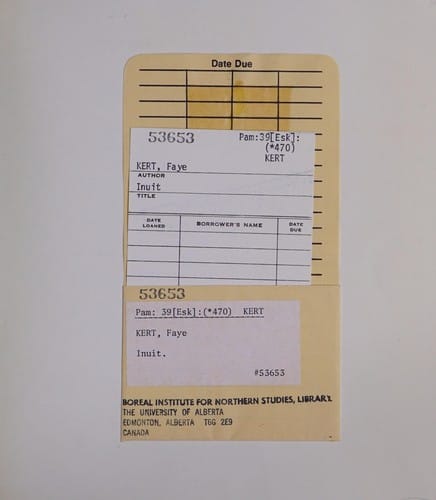 Date Due
53653
Pam:39[Esk]:
(*470)
KERT
KERT, Faye
AUTHOR
Inuit
TITLE
DATE LOANED
BORROWER'S NAME
DATE DUE
53653
Pam: 39[Esk]:(*470) KERT
KERT, Faye
Inuit.
#53653
BOREAL INSTITUTE FOR NORTHERN STUDIES, LIBRARY.
THE UNIVERSITY OF ALBERTA
EDMONTON, ALBERTA T6G 2E9
CANADA